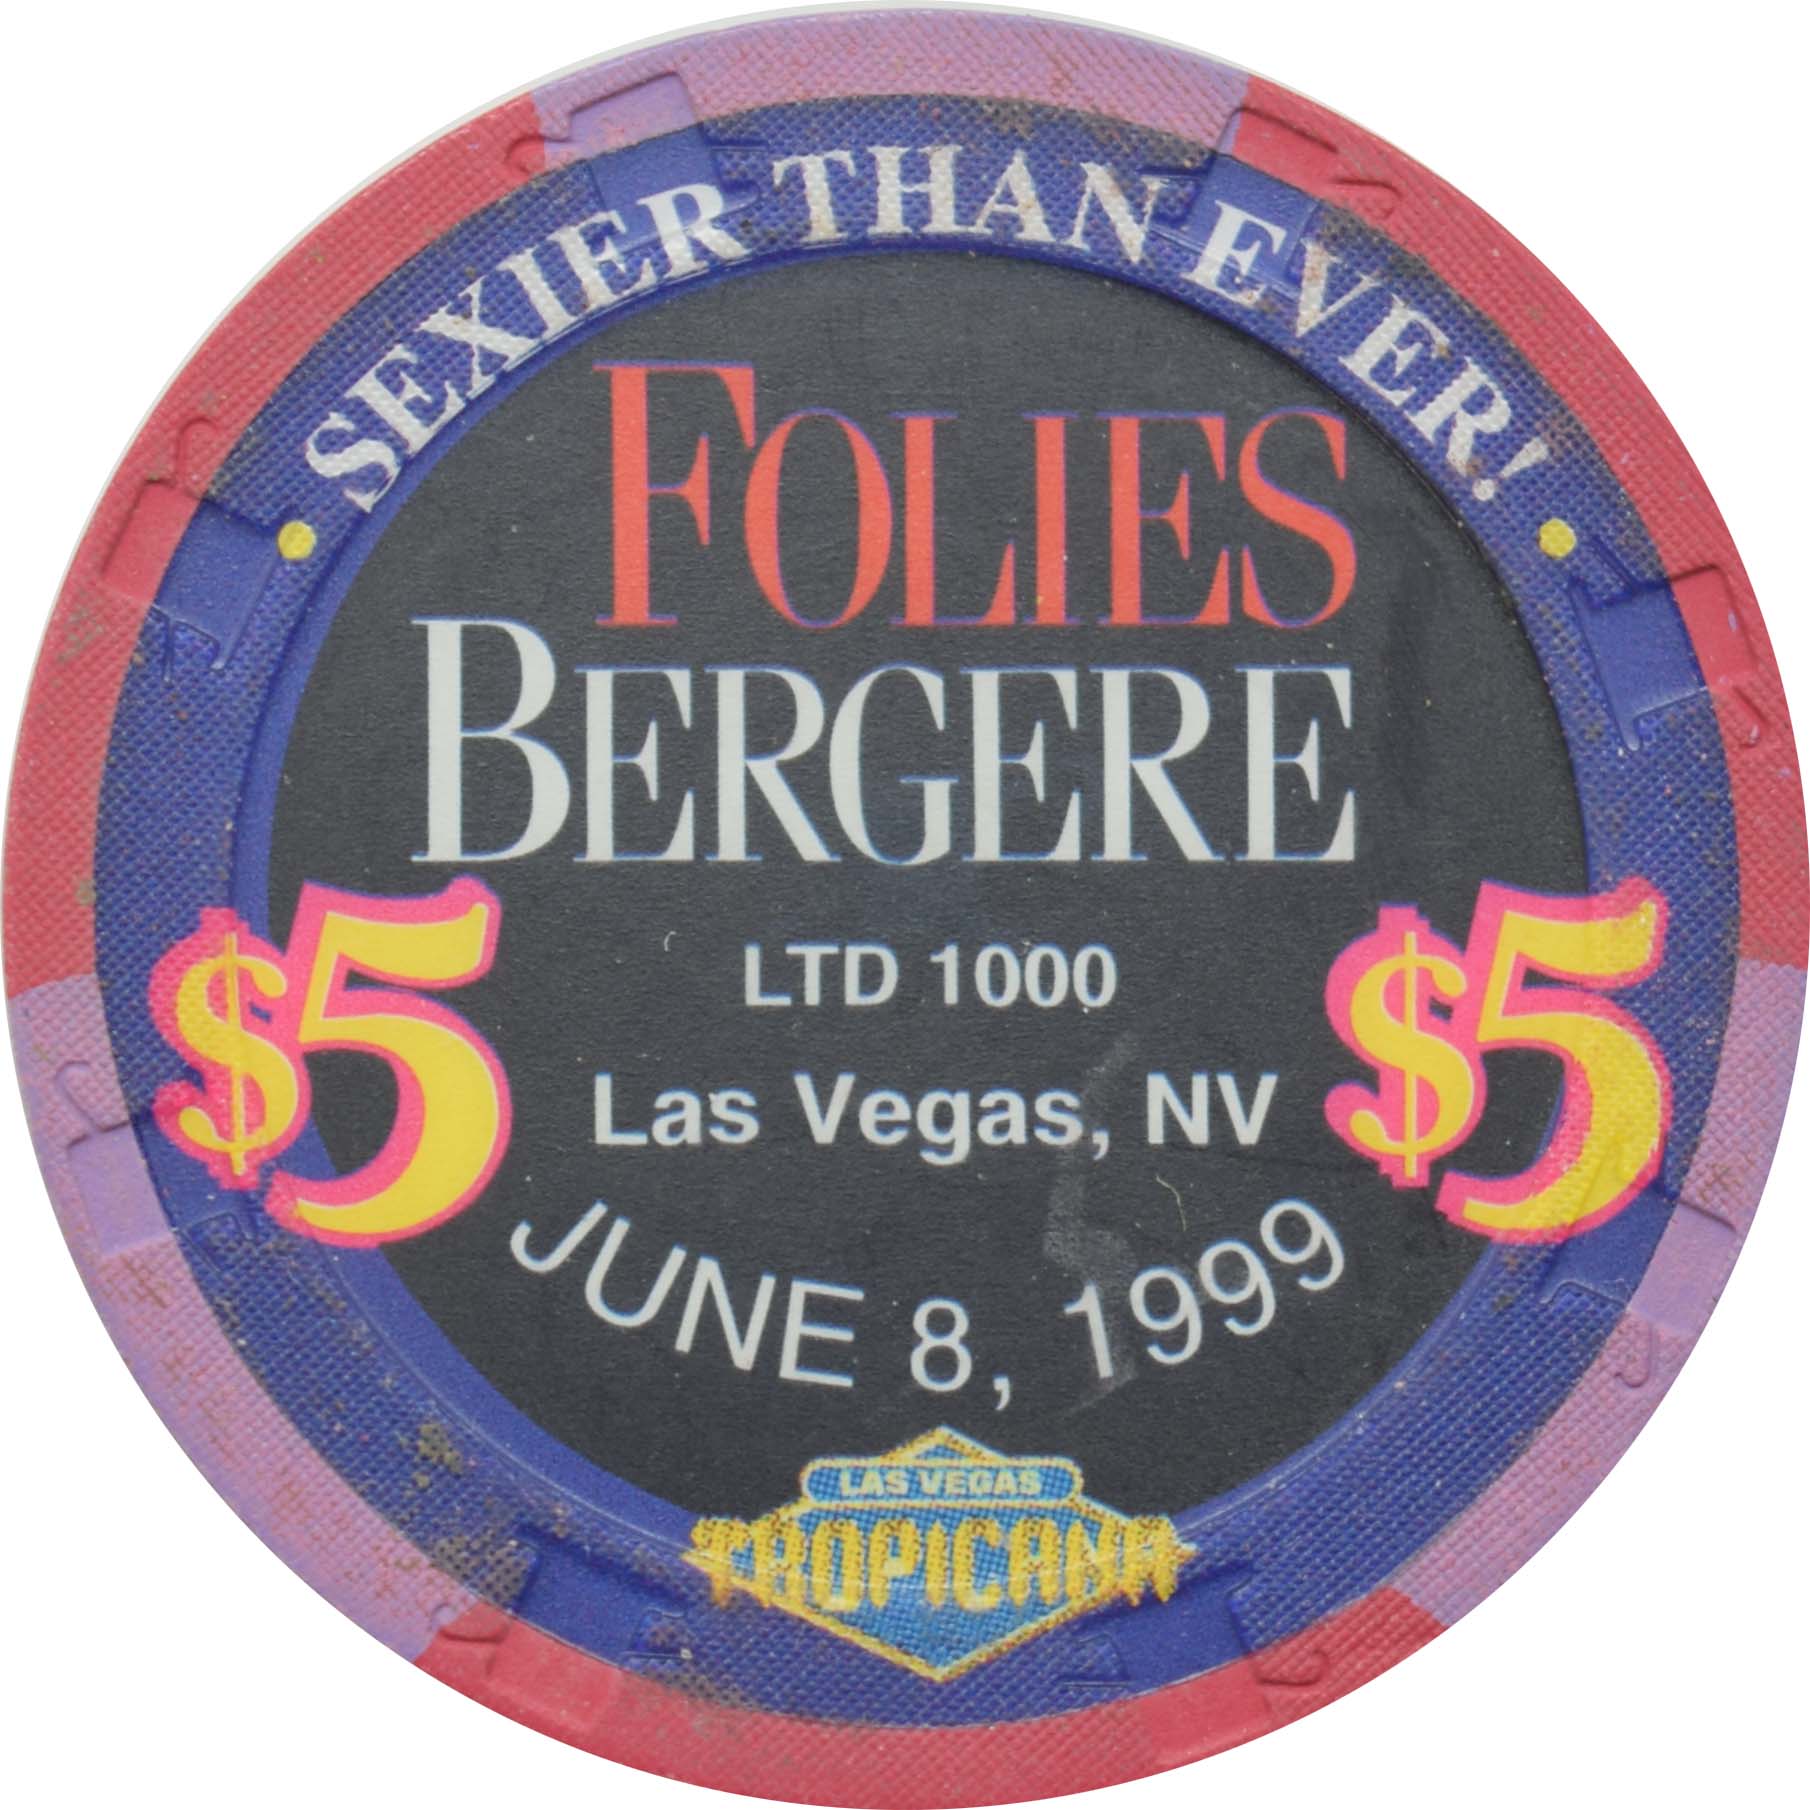 SEXIER THAN EVER!
FOLIES
BERGERE
$5 $5
LTD 1000
Las Vegas, NV
JUNE 8, 1999
LAS VEGAS
TROPICANA